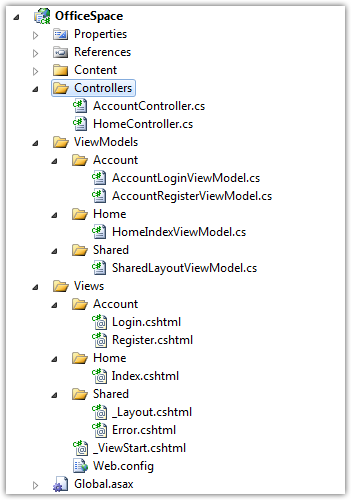 OfficeSpace
Properties
References
Content
Controllers
AccountController.cs
HomeController.cs
ViewModels
Account
AccountLoginViewModel.cs
AccountRegisterViewModel.cs
Home
HomeIndexViewModel.cs
Shared
SharedLayoutViewModel.cs
Views
Account
Login.cshtml
Register.cshtml
Home
Index.cshtml
Shared
_Layout.cshtml
Error.cshtml
_ViewStart.cshtml
Web.config
Global.asax